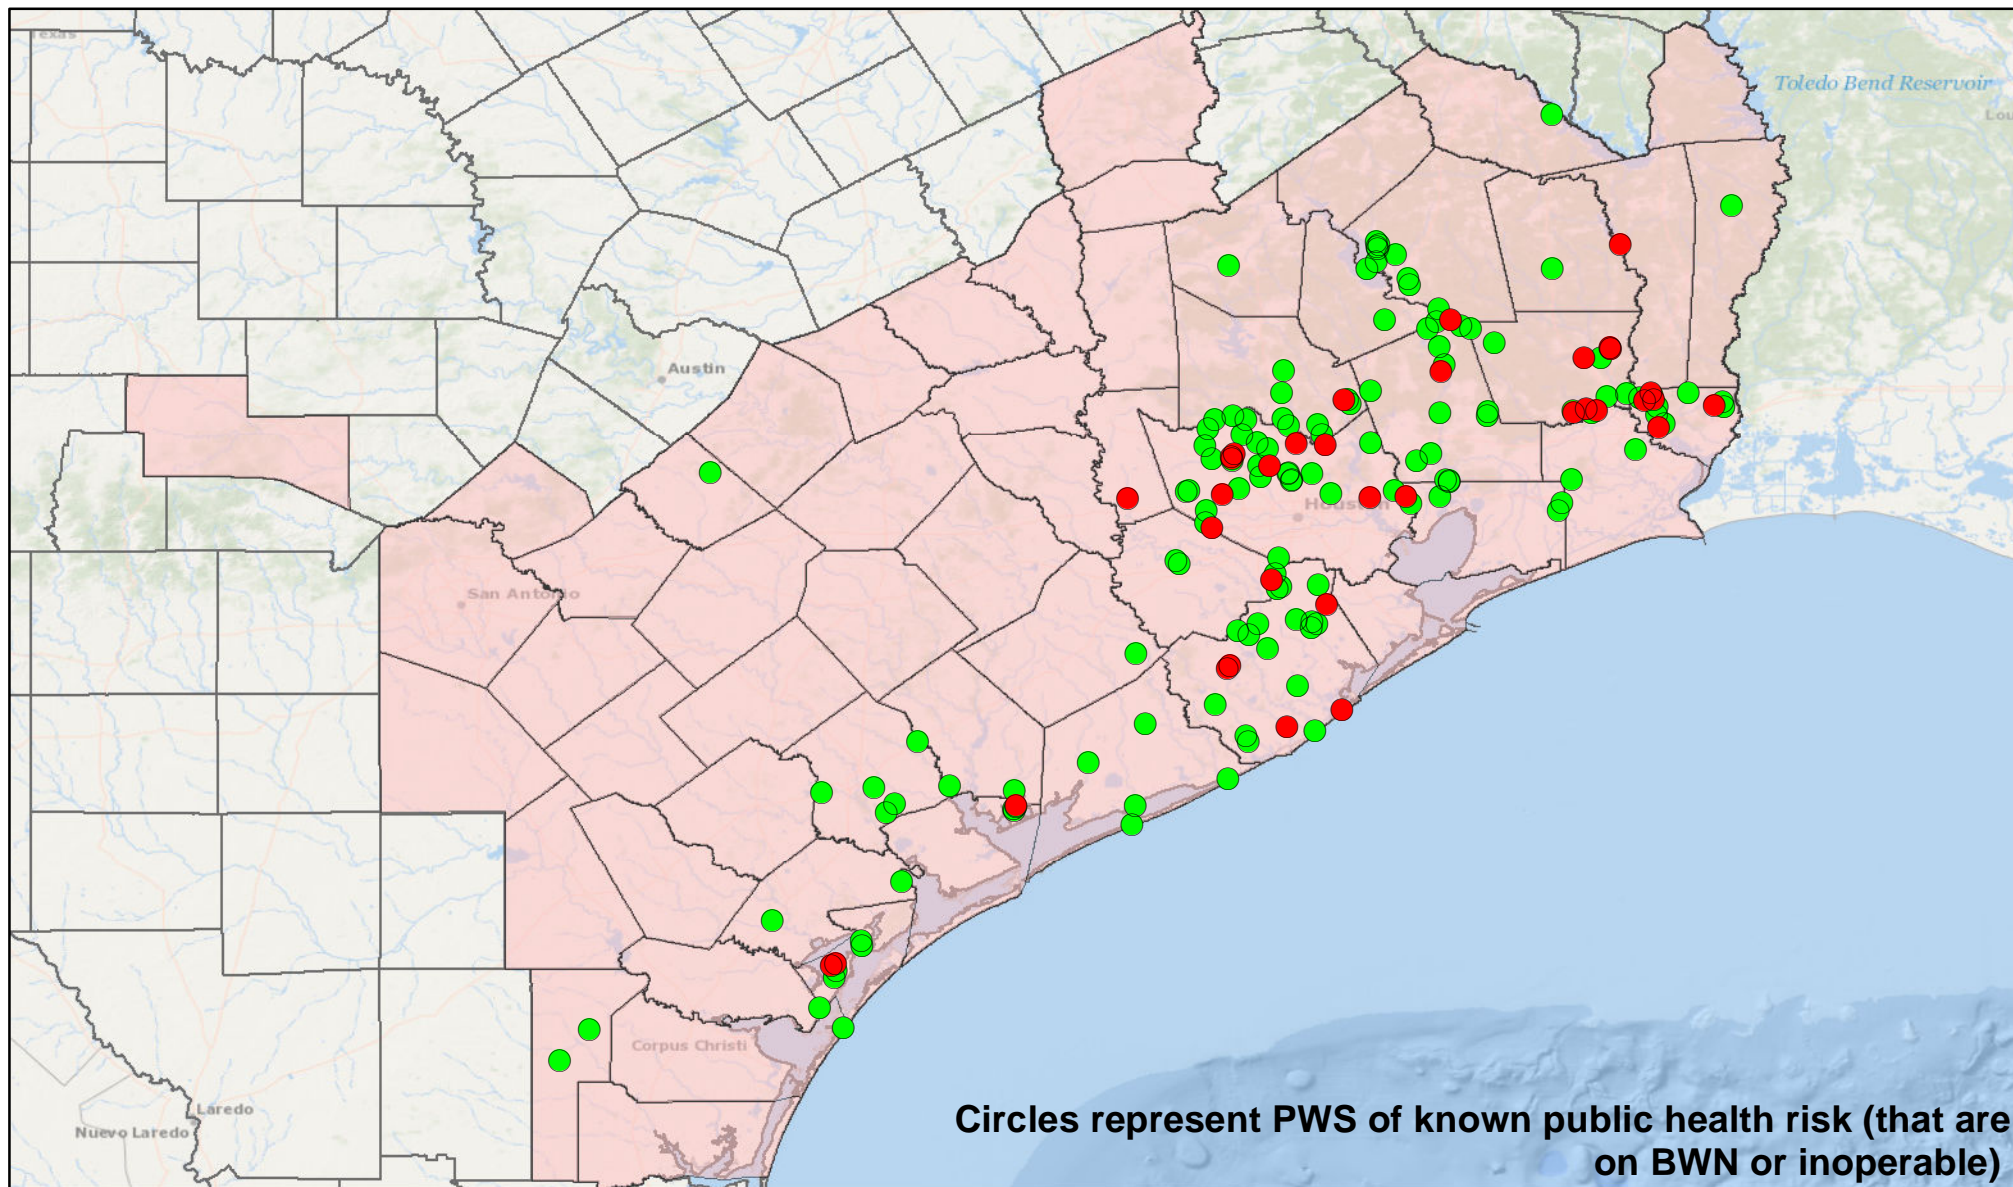 Texas
Toledo Bend Reservoir
Lou
Austin
Houston
San Antonio
Corpus Christi
Laredo
Nuevo Laredo
Circles represent PWS of known public health risk (that are
on BWN or inoperable)